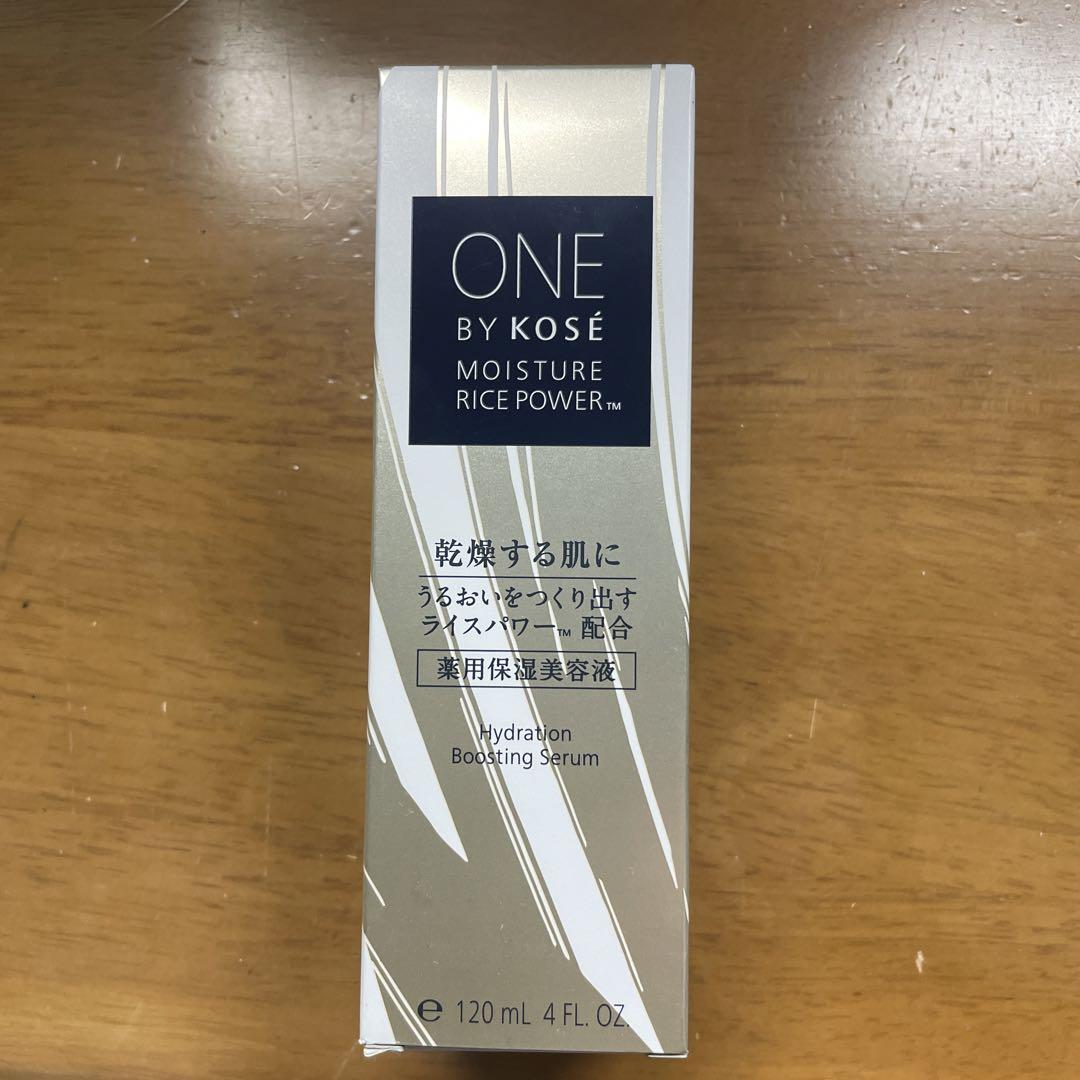 ONE
BY KOSÉ
MOISTURE
RICE POWER™
乾燥する肌に
うるおいをつくり出す
ライスパワー™ 配合
薬用保湿美容液
Hydration
Boosting Serum
℮ 120 mL 4 FL. OZ.